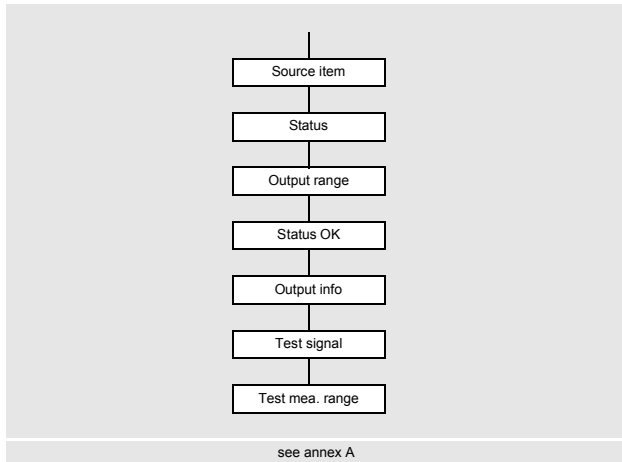 Source item
Status
Output range
Status OK
Output info
Test signal
Test mea. range
see annex A